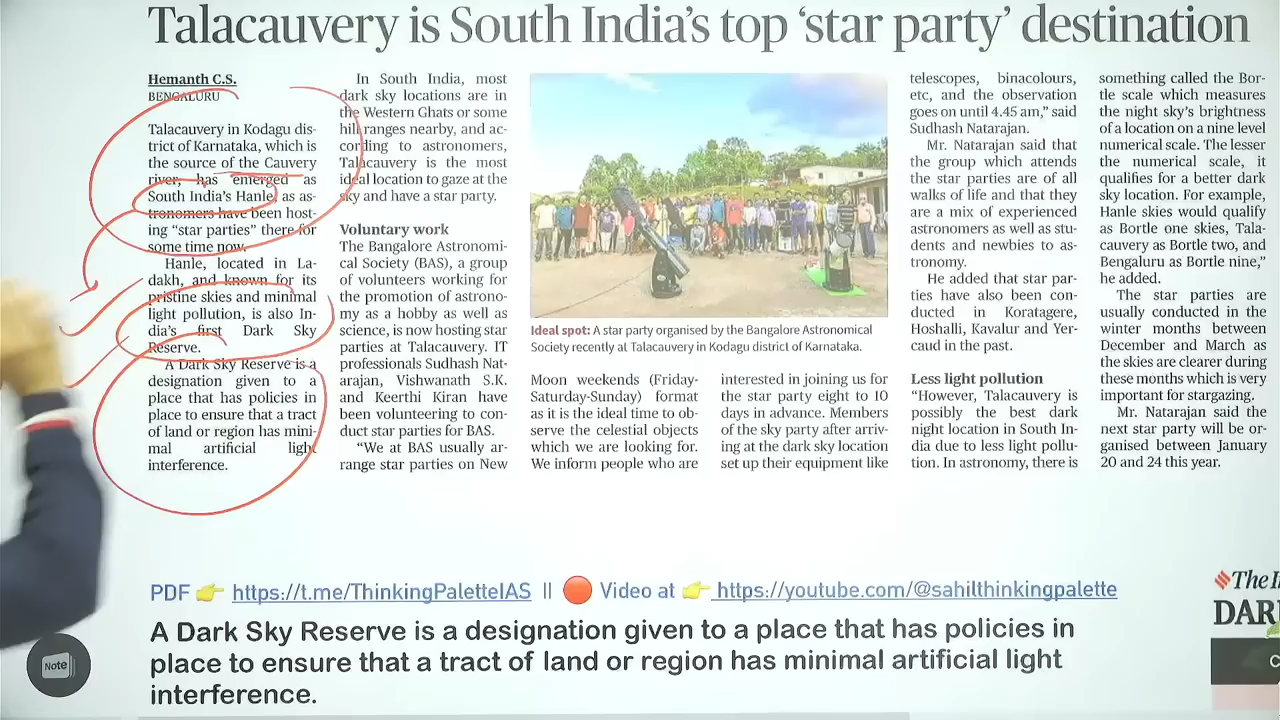 Talacauvery is South India's top 'star party' destination
Hemanth C.S.
BENGALURU
Talacauvery in Kodagu dis-
trict of Karnataka, which is
the source of the Cauvery
river, has emerged as
South India's Hanle, as as-
tronomers have been host-
ing "star parties" there for
some time now.
Hanle, located in La-
dakh, and known for its
pristine skies and minimal
light pollution, is also In-
dia's first Dark Sky
Reserve.
A Dark Sky Reserve is a
designation given to a
place that has policies in
place to ensure that a tract
of land or region has mini-
mal artificial light
interference.
In South India, most
dark sky locations are in
the Western Ghats or some
hill ranges nearby, and ac-
cording to astronomers,
Talacauvery is the most
ideal location to gaze at the
sky and have a star party.
Voluntary work
The Bangalore Astronomi-
cal Society (BAS), a group
of volunteers working for
the promotion of astrono-
my as a hobby as well as
science, is now hosting star
parties at Talacauvery. IT
professionals Sudhash Nat-
arajan, Vishwanath S.K.
and Keerthi Kiran have
been volunteering to con-
duct star parties for BAS.
"We at BAS usually ar-
range star parties on New
Ideal spot: A star party organised by the Bangalore Astronomical
Society recently at Talacauvery in Kodagu district of Karnataka.
Moon weekends (Friday-
Saturday-Sunday) format
as it is the ideal time to ob-
serve the celestial objects
which we are looking for.
We inform people who are
interested in joining us for
the star party eight to 10
days in advance. Members
of the sky party after arriv-
ing at the dark sky location
set up their equipment like
telescopes, binacolours,
etc, and the observation
goes on until 4.45 am," said
Sudhash Natarajan.
Mr. Natarajan said that
the group which attends
the star parties are of all
walks of life and that they
are a mix of experienced
astronomers as well as stu-
dents and newbies to as-
tronomy.
He added that star par-
ties have also been con-
ducted in Koratagere,
Hoshalli, Kavalur and Yer-
caud in the past.
Less light pollution
"However, Talacauvery is
possibly the best dark
night location in South In-
dia due to less light pollu-
tion. In astronomy, there is
something called the Bor-
tle scale which measures
the night sky's brightness
of a location on a nine level
numerical scale. The lesser
the numerical scale, it
qualifies for a better dark
sky location. For example,
Hanle skies would qualify
as Bortle one skies, Tala-
cauvery as Bortle two, and
Bengaluru as Bortle nine,"
he added.
The star parties are
usually conducted in the
winter months between
December and March as
the skies are clearer during
these months which is very
important for stargazing.
Mr. Natarajan said the
next star party will be or-
ganised between January
20 and 24 this year.
PDF 👉 https://t.me/ThinkingPaletteIAS || 🔴 Video at 👉 https://youtube.com/@sahilthinkingpalette
A Dark Sky Reserve is a designation given to a place that has policies in
place to ensure that a tract of land or region has minimal artificial light
interference.
Note
The I
DAR